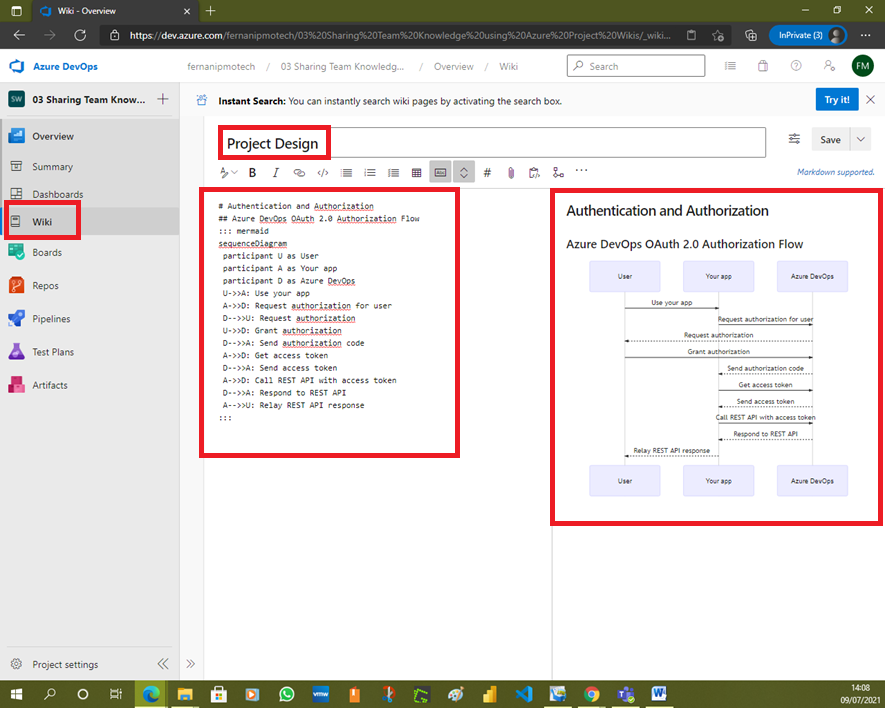 Wiki - Overview
https://dev.azure.com/fernanipmotech/03%20Sharing%20Team%20Knowledge%20using%20Azure%20Project%20Wikis/_wiki...
InPrivate (3)
Azure DevOps
fernanipmotech / 03 Sharing Team Knowledg... / Overview / Wiki
Search
FM
SW
03 Sharing Team Know...
Instant Search: You can instantly search wiki pages by activating the search box.
Try it!
Overview
Summary
Dashboards
Wiki
Boards
Repos
Pipelines
Test Plans
Artifacts
Project Design
Save
B I </> # ...
Markdown supported.
# Authentication and Authorization
## Azure DevOps OAuth 2.0 Authorization Flow
::: mermaid
sequenceDiagram
participant U as User
participant A as Your app
participant D as Azure DevOps
U->>A: Use your app
A->>D: Request authorization for user
D-->>U: Request authorization
U->>D: Grant authorization
D-->>A: Send authorization code
A->>D: Get access token
D-->>A: Send access token
A->>D: Call REST API with access token
D-->>A: Respond to REST API
A-->>U: Relay REST API response
:::
Authentication and Authorization
Azure DevOps OAuth 2.0 Authorization Flow
User Your app Azure DevOps
Use your app
Request authorization for user
Request authorization
Grant authorization
Send authorization code
Get access token
Send access token
Call REST API with access token
Respond to REST API
Relay REST API response
User Your app Azure DevOps
Project settings
vmw
14:08
09/07/2021